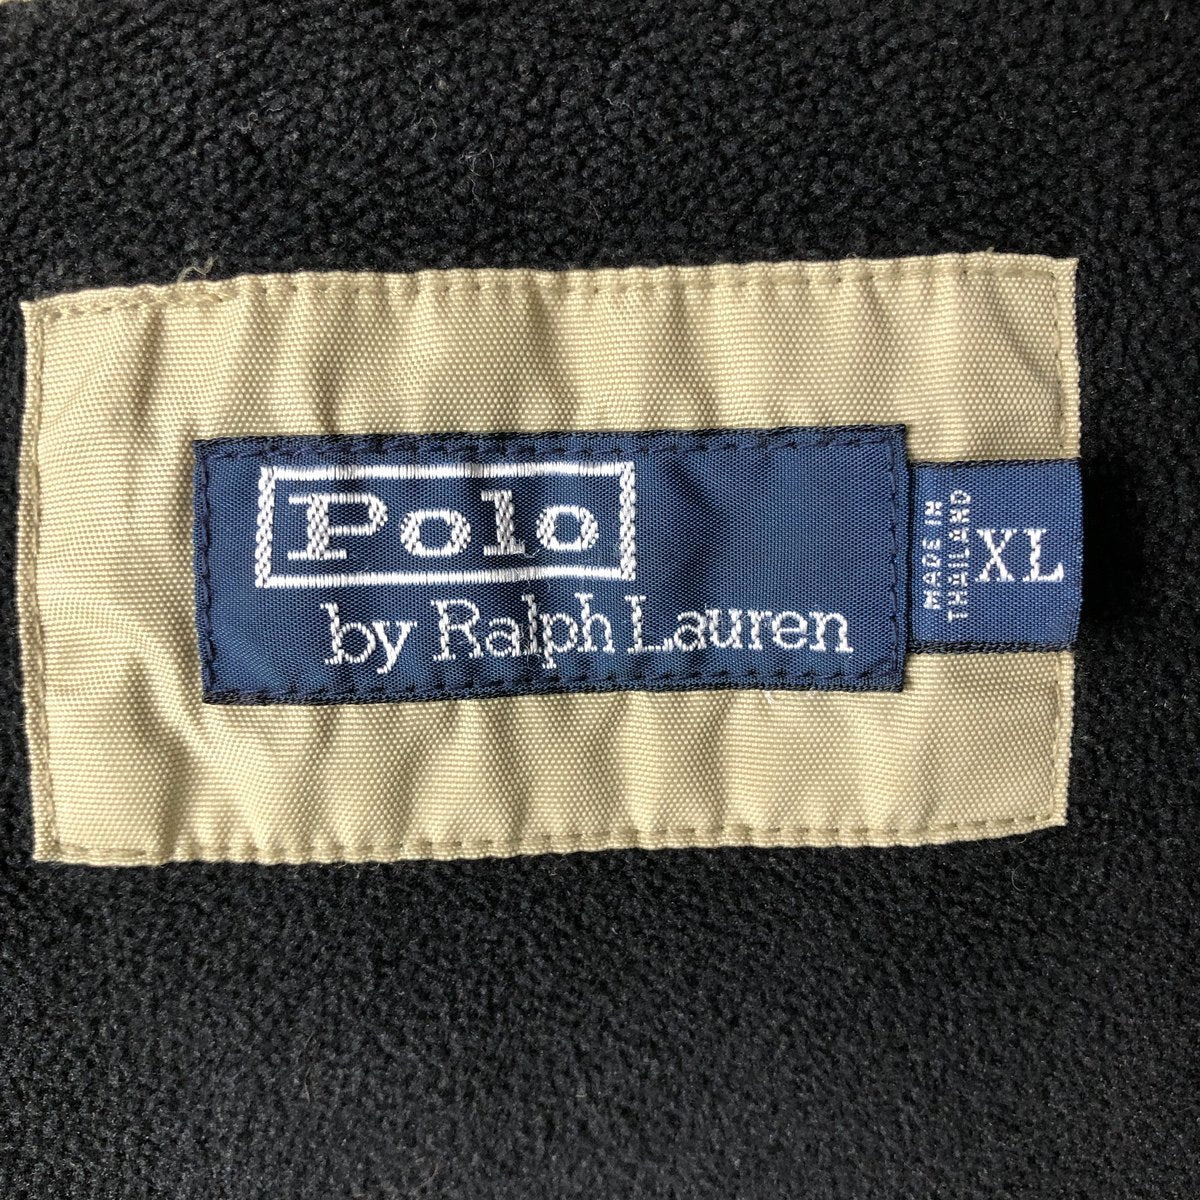 Polo
by Ralph Lauren
MADE IN
THAILAND
XL